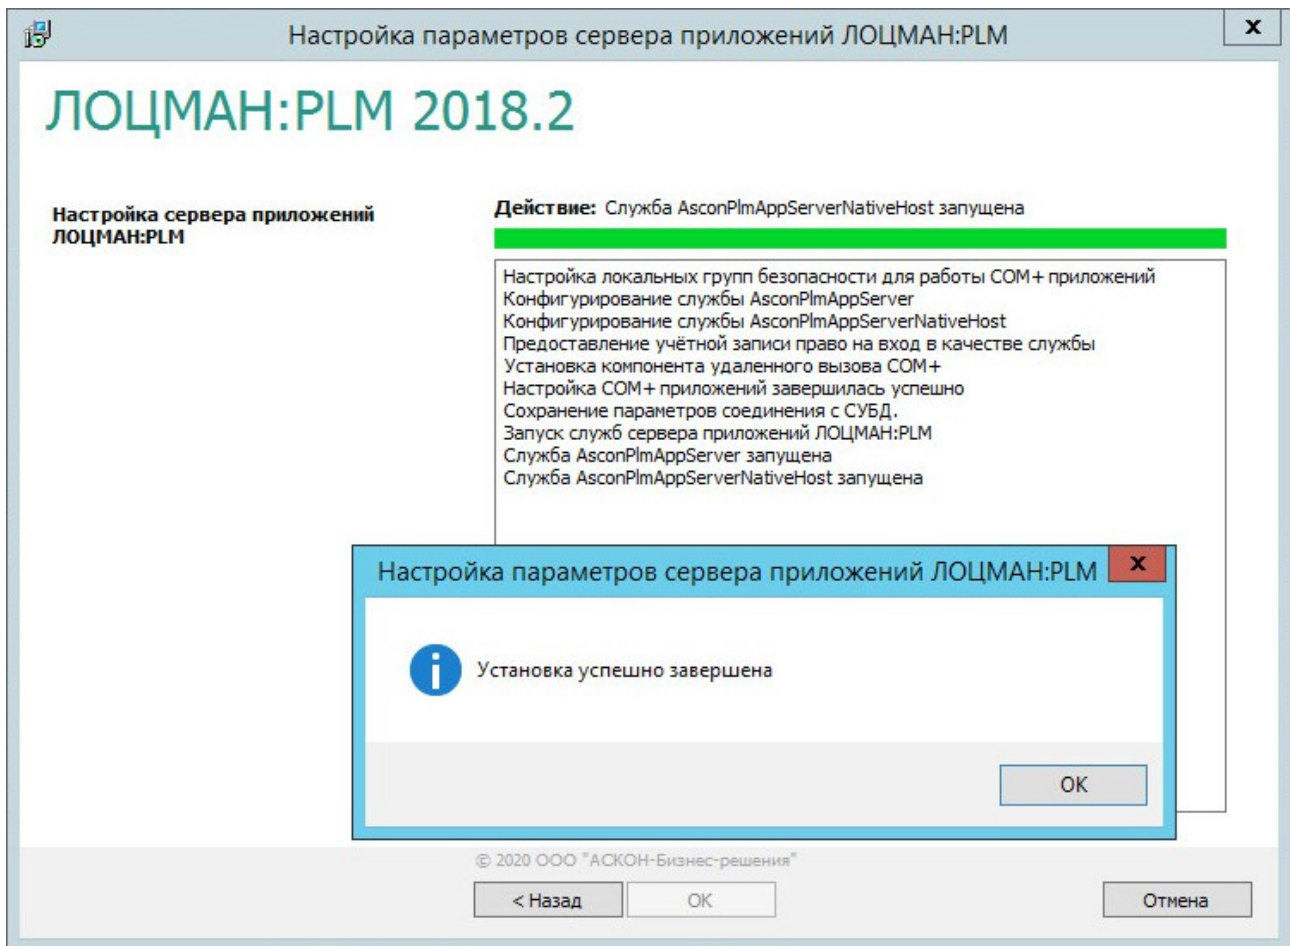 Настройка параметров сервера приложений ЛОЦМАН:PLM
x
ЛОЦМАН:PLM 2018.2
Настройка сервера приложений
ЛОЦМАН:PLM
Действие: Служба AsconPlmAppServerNativeHost запущена
Настройка локальных групп безопасности для работы COM+ приложений
Конфигурирование службы AsconPlmAppServer
Конфигурирование службы AsconPlmAppServerNativeHost
Предоставление учётной записи право на вход в качестве службы
Установка компонента удаленного вызова COM+
Настройка COM+ приложений завершилась успешно
Сохранение параметров соединения с СУБД.
Запуск служб сервера приложений ЛОЦМАН:PLM
Служба AsconPlmAppServer запущена
Служба AsconPlmAppServerNativeHost запущена
Настройка параметров сервера приложений ЛОЦМАН:PLM
x
Установка успешно завершена
OK
© 2020 ООО "АСКОН-Бизнес-решения"
< Назад
OK
Отмена